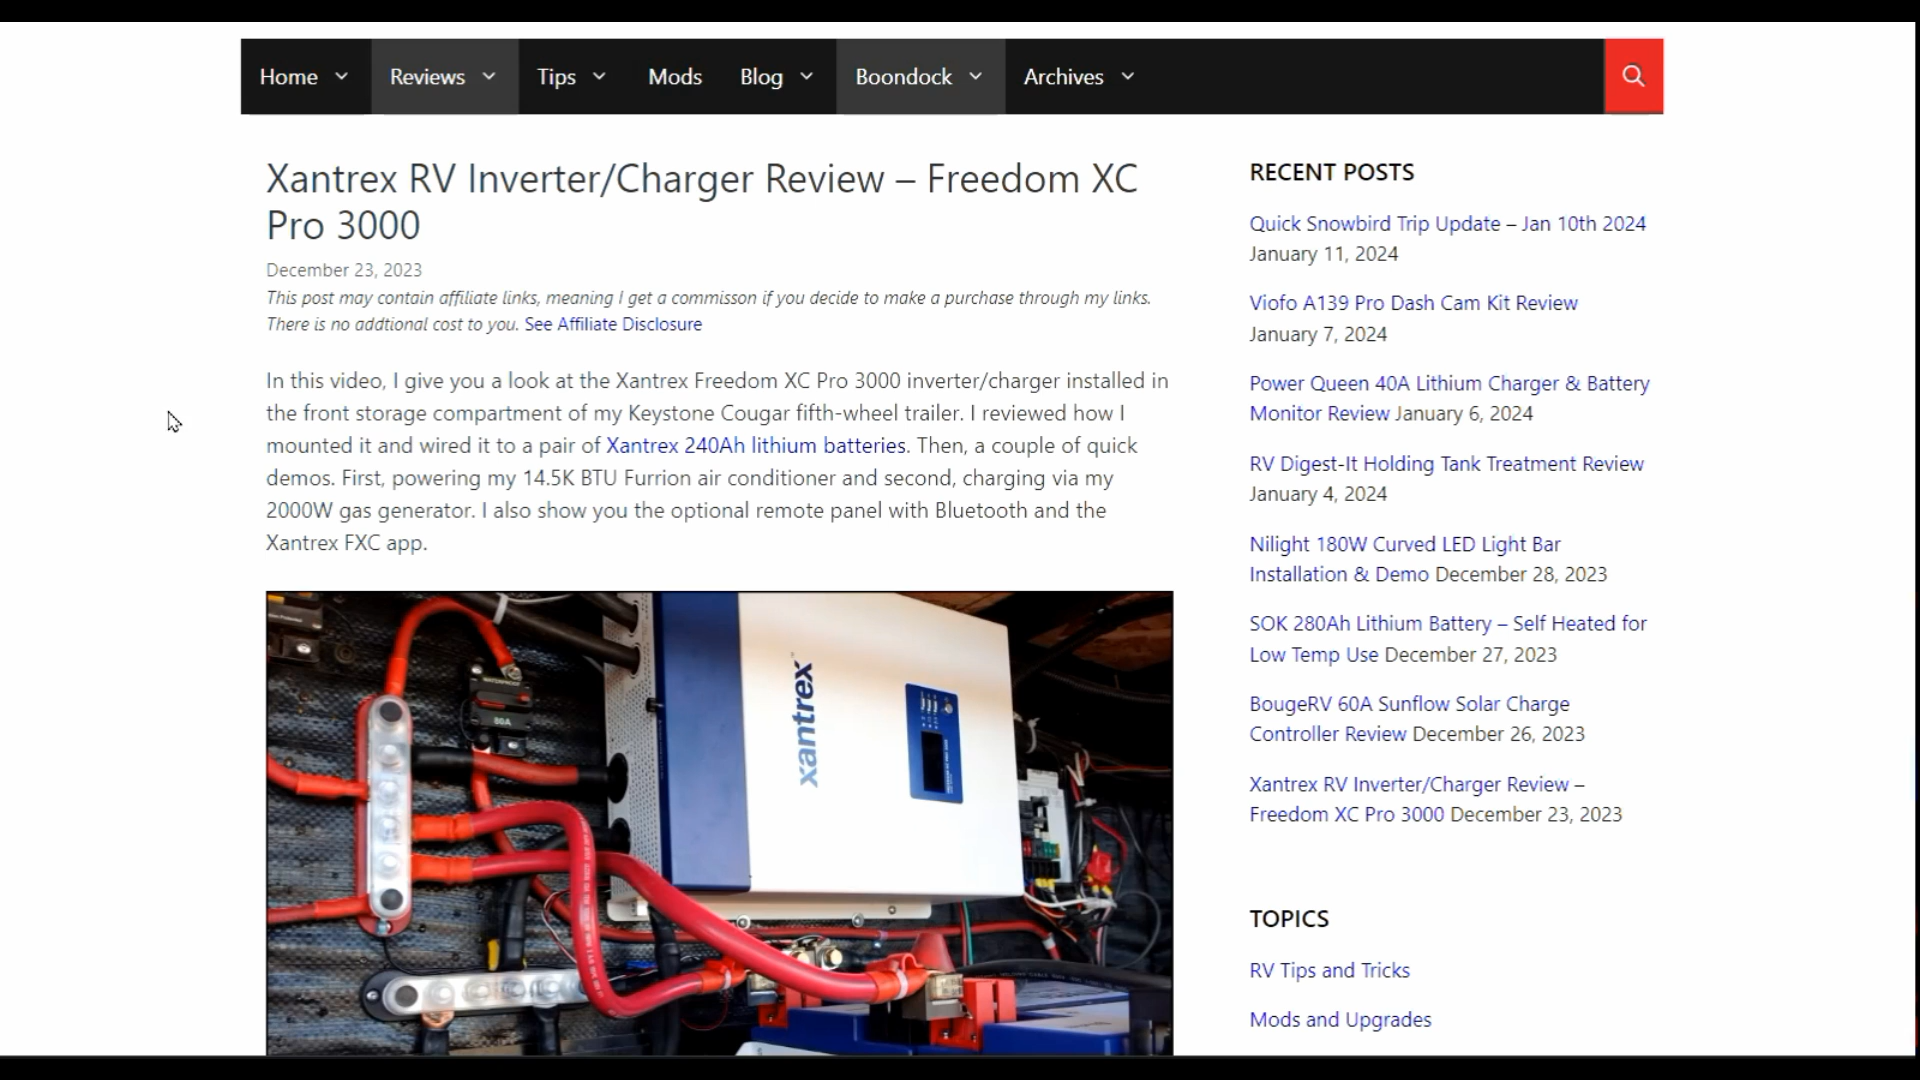 Home Reviews Tips Mods Blog Boondock Archives
Xantrex RV Inverter/Charger Review – Freedom XC
Pro 3000
December 23, 2023
This post may contain affiliate links, meaning I get a commisson if you decide to make a purchase through my links.
There is no addtional cost to you. See Affiliate Disclosure
In this video, I give you a look at the Xantrex Freedom XC Pro 3000 inverter/charger installed in
the front storage compartment of my Keystone Cougar fifth-wheel trailer. I reviewed how I
mounted it and wired it to a pair of Xantrex 240Ah lithium batteries. Then, a couple of quick
demos. First, powering my 14.5K BTU Furrion air conditioner and second, charging via my
2000W gas generator. I also show you the optional remote panel with Bluetooth and the
Xantrex FXC app.
WATERPROOF
80A
xantrex
RECENT POSTS
Quick Snowbird Trip Update – Jan 10th 2024
January 11, 2024
Viofo A139 Pro Dash Cam Kit Review
January 7, 2024
Power Queen 40A Lithium Charger & Battery
Monitor Review January 6, 2024
RV Digest-It Holding Tank Treatment Review
January 4, 2024
Nilight 180W Curved LED Light Bar
Installation & Demo December 28, 2023
SOK 280Ah Lithium Battery – Self Heated for
Low Temp Use December 27, 2023
BougeRV 60A Sunflow Solar Charge
Controller Review December 26, 2023
Xantrex RV Inverter/Charger Review –
Freedom XC Pro 3000 December 23, 2023
TOPICS
RV Tips and Tricks
Mods and Upgrades